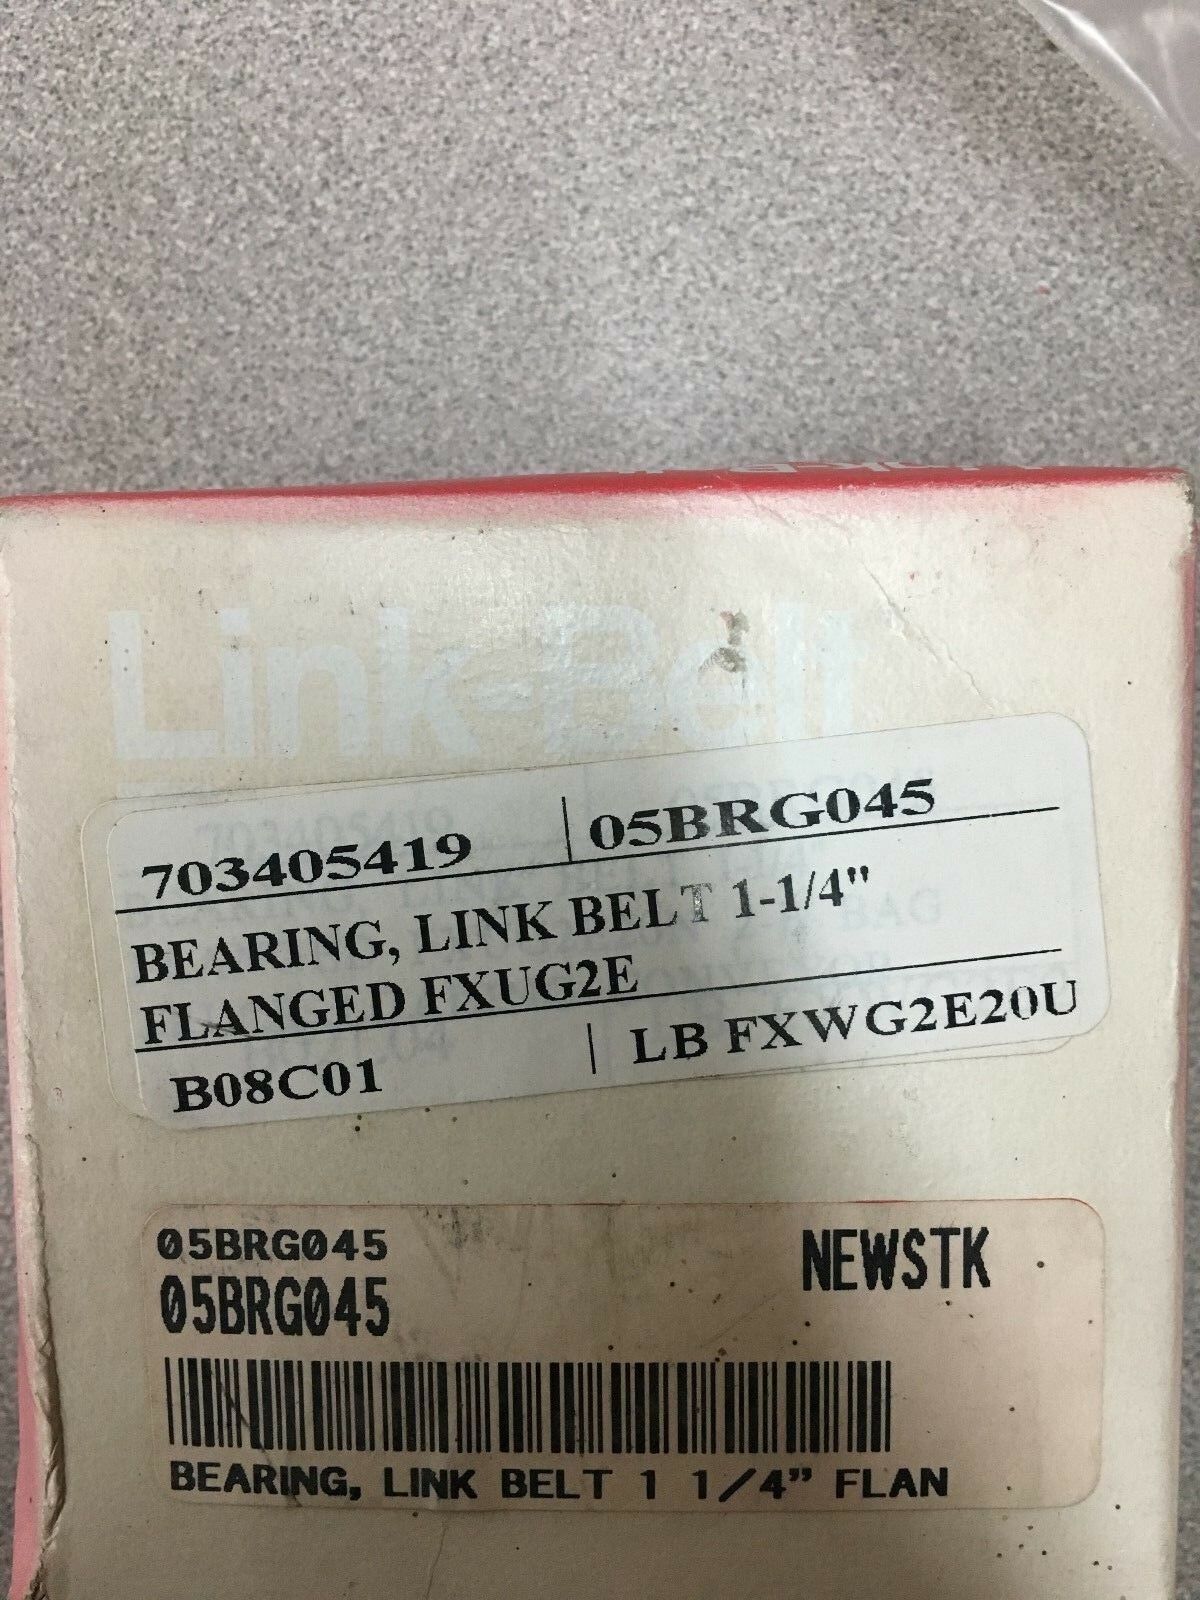 Link-Belt
703405419 05BRG045
BEARING, LINK BELT 1-1/4"
FLANGED FXUG2E
B08C01 LB FXWG2E20U
05BRG045 NEWSTK
05BRG045
BEARING, LINK BELT 1 1/4" FLAN